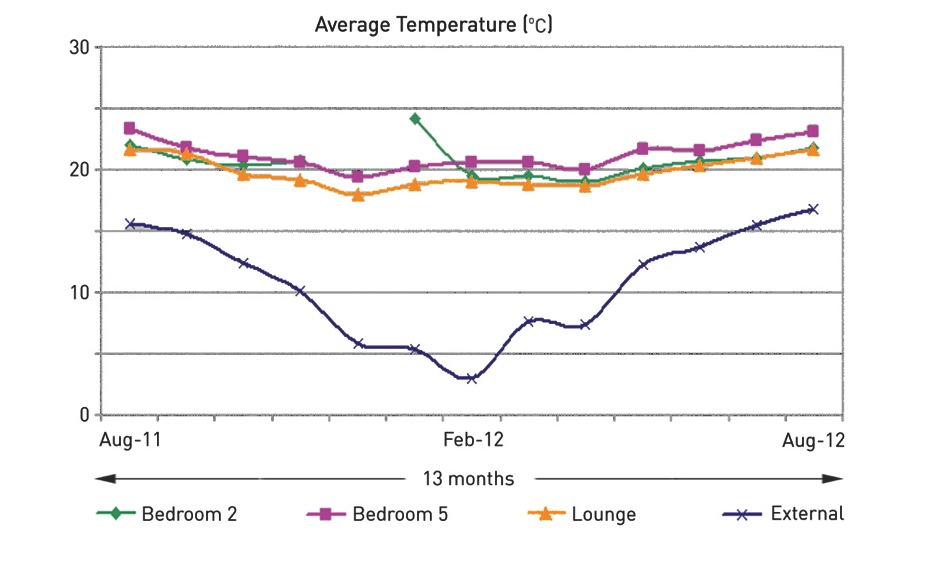 Average Temperature (°C)
30
20
10
0
Aug-11 Feb-12 Aug-12
13 months
Bedroom 2 Bedroom 5 Lounge External